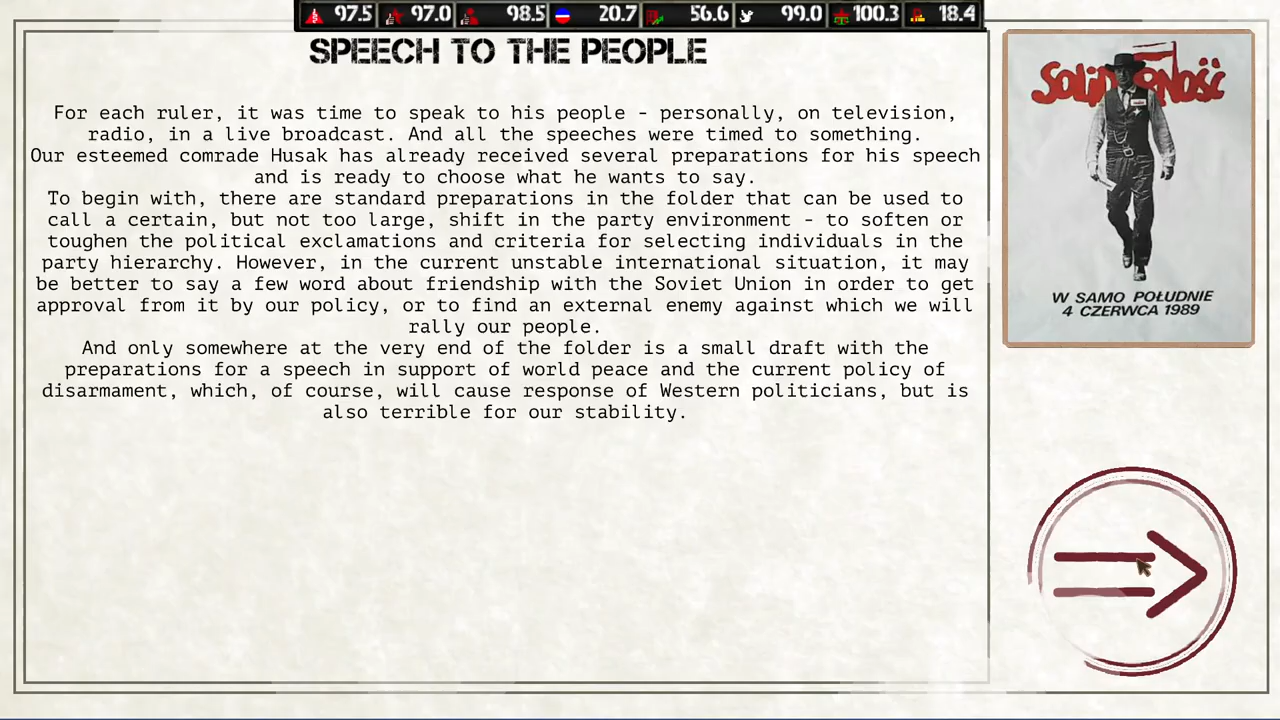 97.5 97.0 98.5 20.7 56.6 99.0 100.3 18.4
SPEECH TO THE PEOPLE
For each ruler, it was time to speak to his people - personally, on television,
radio, in a live broadcast. And all the speeches were timed to something.
Our esteemed comrade Husak has already received several preparations for his speech
and is ready to choose what he wants to say.
To begin with, there are standard preparations in the folder that can be used to
call a certain, but not too large, shift in the party environment - to soften or
toughen the political exclamations and criteria for selecting individuals in the
party hierarchy. However, in the current unstable international situation, it may
be better to say a few word about friendship with the Soviet Union in order to get
approval from it by our policy, or to find an external enemy against which we will
rally our people.
And only somewhere at the very end of the folder is a small draft with the
preparations for a speech in support of world peace and the current policy of
disarmament, which, of course, will cause response of Western politicians, but is
also terrible for our stability.
W SAMO POŁUDNIE
4 CZERWCA 1989